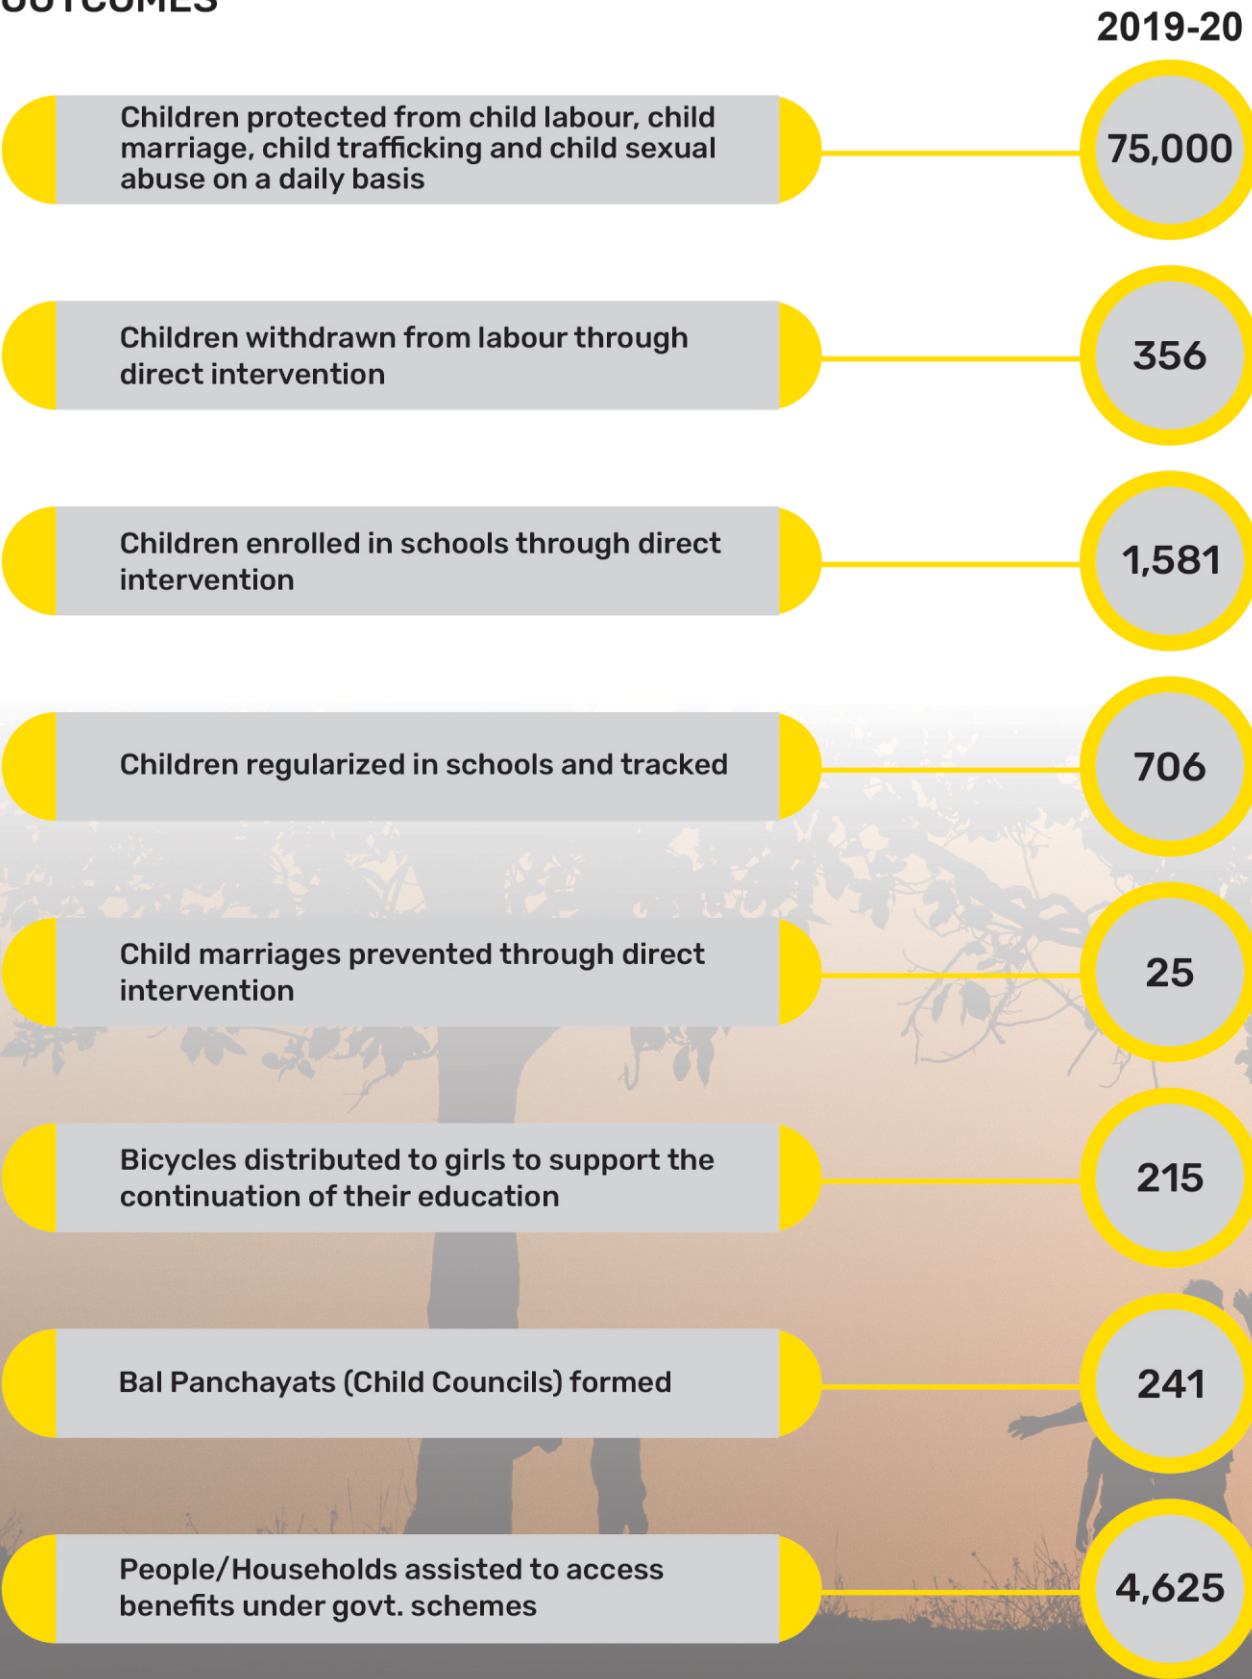 OUTCOMES
2019-20
Children protected from child labour, child
marriage, child trafficking and child sexual
abuse on a daily basis
75,000
Children withdrawn from labour through
direct intervention
356
Children enrolled in schools through direct
intervention
1,581
Children regularized in schools and tracked
706
Child marriages prevented through direct
intervention
25
Bicycles distributed to girls to support the
continuation of their education
215
Bal Panchayats (Child Councils) formed
241
People/Households assisted to access
benefits under govt. schemes
4,625